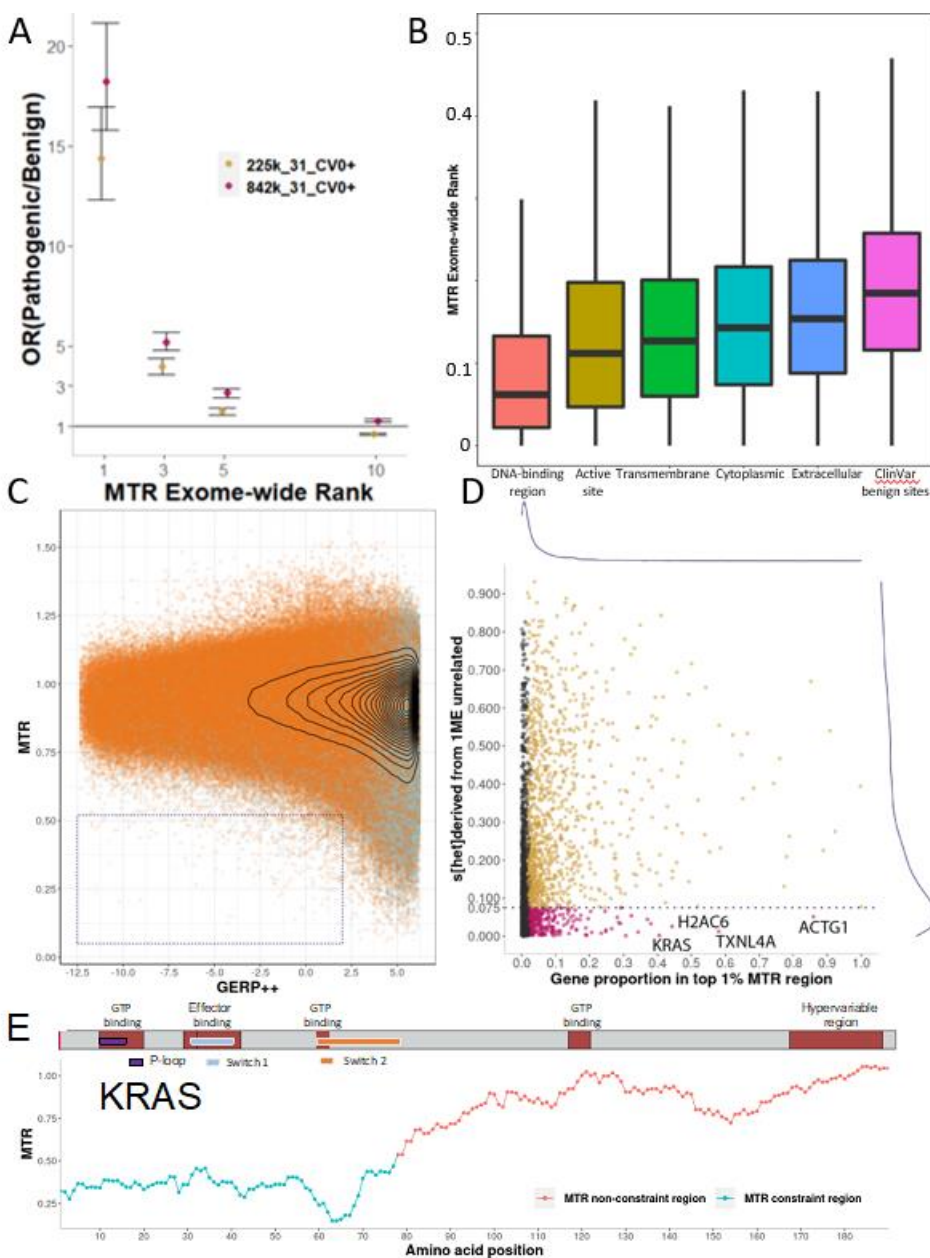 A
20
15
10
5
3
1
OR(Pathogenic/Benign)
225k_31_CV0+
842k_31_CV0+
1 3 5 10
MTR Exome-wide Rank
B
0.5
0.4
0.1
0
MTR Exome-wide Rank
DNA-binding region
Active site
Transmembrane
Cytoplasmic
Extracellular
ClinVar benign sites
C
1.50
1.25
1.00
0.75
0.50
0.25
0.00
MTR
-12.5 -10.0 -7.5 -5.0 -2.5 0.0 2.5 5.0
GERP++
D
0.900
0.800
0.700
0.600
0.500
0.400
0.300
0.200
0.100
0.075
0.000
s[het]derived from 1ME unrelated
H2AC6
ACTG1
KRAS
TXNL4A
0.0 0.1 0.2 0.3 0.4 0.5 0.6 0.7 0.8 0.9 1.0
Gene proportion in top 1% MTR region
E
GTP binding
Effector binding
GTP binding
GTP binding
Hypervariable region
P-loop
Switch 1
Switch 2
KRAS
1.00
0.75
0.50
0.25
MTR
MTR non-constraint region
MTR constraint region
10 20 30 40 50 60 70 80 90 100 110 120 130 140 150 160 170 180
Amino acid position